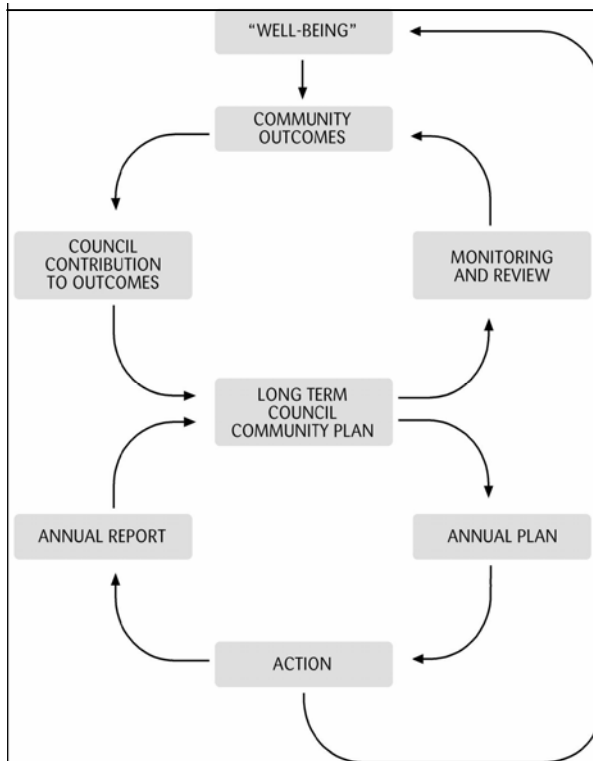 “WELL-BEING”
COMMUNITY
OUTCOMES
COUNCIL
CONTRIBUTION
TO OUTCOMES
MONITORING
AND REVIEW
LONG TERM
COUNCIL
COMMUNITY PLAN
ANNUAL REPORT
ANNUAL PLAN
ACTION